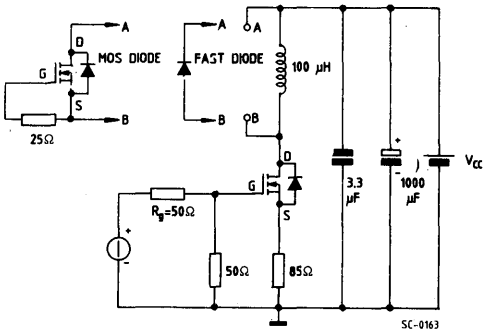 A
D
MOS DIODE
G
S
B
25Ω
A
FAST DIODE
B
A
100 µH
B
D
G
S
Rg=50Ω
+
-
50Ω
85Ω
3.3
µF
+
-
)
1000
µF
VCC
SC-0163